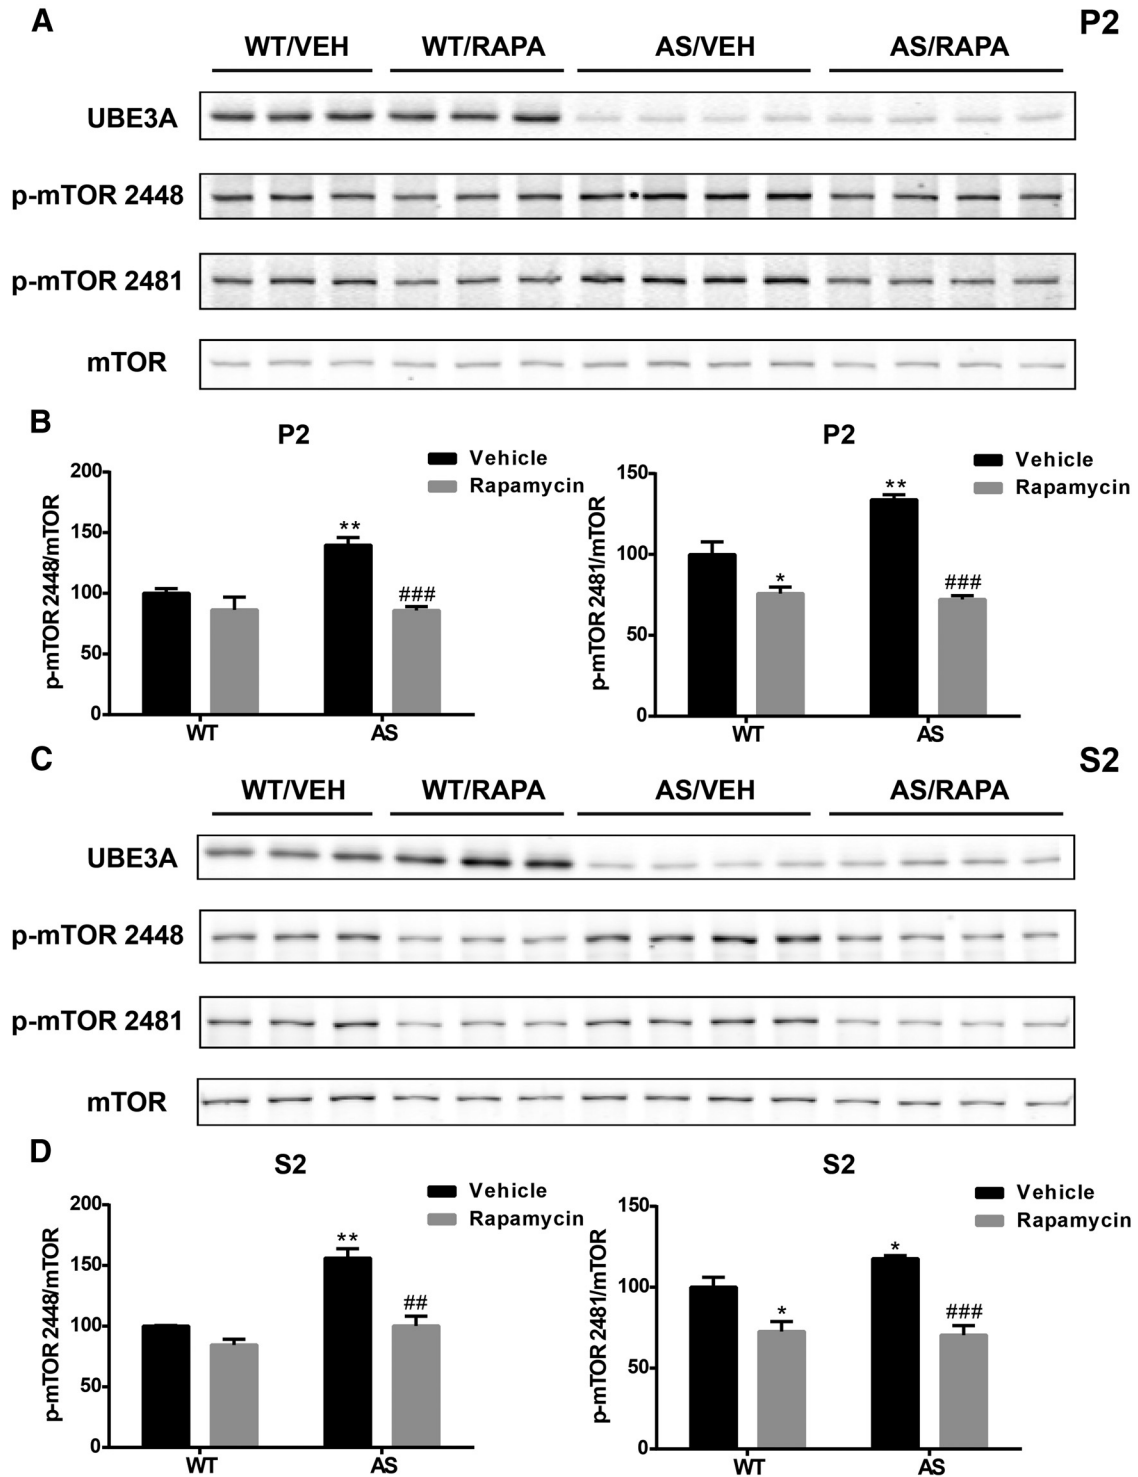 A
P2
WT/VEH WT/RAPA AS/VEH AS/RAPA
UBE3A
p-mTOR 2448
p-mTOR 2481
mTOR
B
P2
Vehicle
Rapamycin
p-mTOR 2448/mTOR
200
150
100
50
0
**
###
WT AS
P2
Vehicle
Rapamycin
p-mTOR 2481/mTOR
150
100
50
0
*
**
###
WT AS
C
S2
WT/VEH WT/RAPA AS/VEH AS/RAPA
UBE3A
p-mTOR 2448
p-mTOR 2481
mTOR
D
S2
Vehicle
Rapamycin
p-mTOR 2448/mTOR
200
150
100
50
0
**
##
WT AS
S2
Vehicle
Rapamycin
p-mTOR 2481/mTOR
150
100
50
0
*
*
###
WT AS